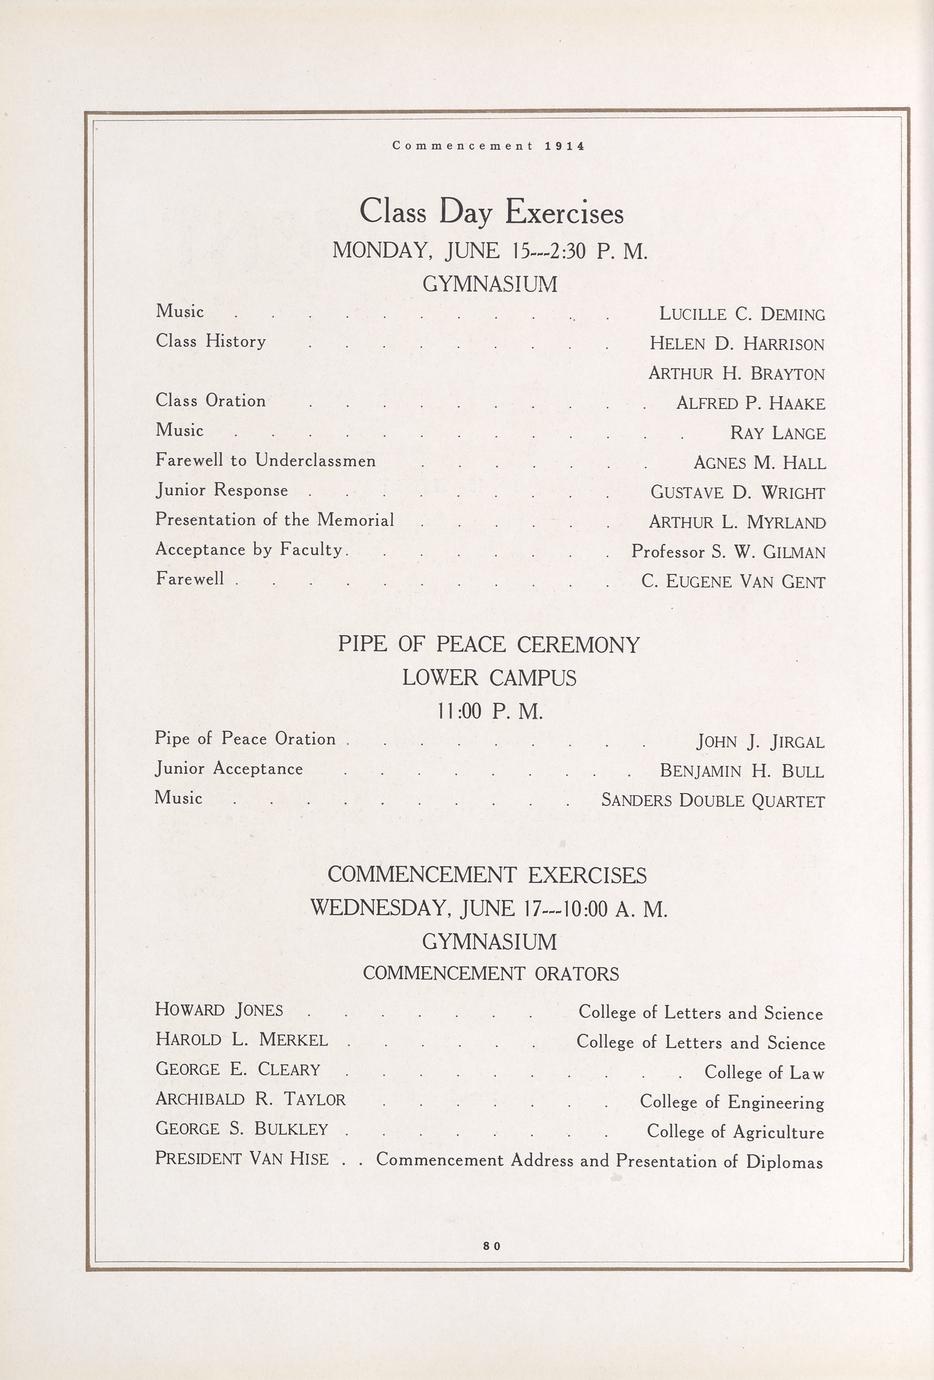 Commencement 1914
Class Day Exercises
MONDAY, JUNE 15---2:30 P. M.
GYMNASIUM
Music . . . . . . . . . . . LUCILLE C. DEMING
Class History . . . . . . . . . HELEN D. HARRISON
ARTHUR H. BRAYTON
Class Oration . . . . . . . . . . ALFRED P. HAAKE
Music . . . . . . . . . . . . . RAY LANGE
Farewell to Underclassmen . . . . . . . AGNES M. HALL
Junior Response . . . . . . . . . GUSTAVE D. WRIGHT
Presentation of the Memorial . . . . . . ARTHUR L. MYRLAND
Acceptance by Faculty . . . . . . . . Professor S. W. GILMAN
Farewell . . . . . . . . . . . C. EUGENE VAN GENT
PIPE OF PEACE CEREMONY
LOWER CAMPUS
11:00 P. M.
Pipe of Peace Oration . . . . . . . . . JOHN J. JIRGAL
Junior Acceptance . . . . . . . . . BENJAMIN H. BULL
Music . . . . . . . . . . SANDERS DOUBLE QUARTET
COMMENCEMENT EXERCISES
WEDNESDAY, JUNE 17---10:00 A. M.
GYMNASIUM
COMMENCEMENT ORATORS
HOWARD JONES . . . . . . . College of Letters and Science
HAROLD L. MERKEL . . . . . . College of Letters and Science
GEORGE E. CLEARY . . . . . . . . . . College of Law
ARCHIBALD R. TAYLOR . . . . . . . College of Engineering
GEORGE S. BULKLEY . . . . . . . . College of Agriculture
PRESIDENT VAN HISE . . Commencement Address and Presentation of Diplomas
80